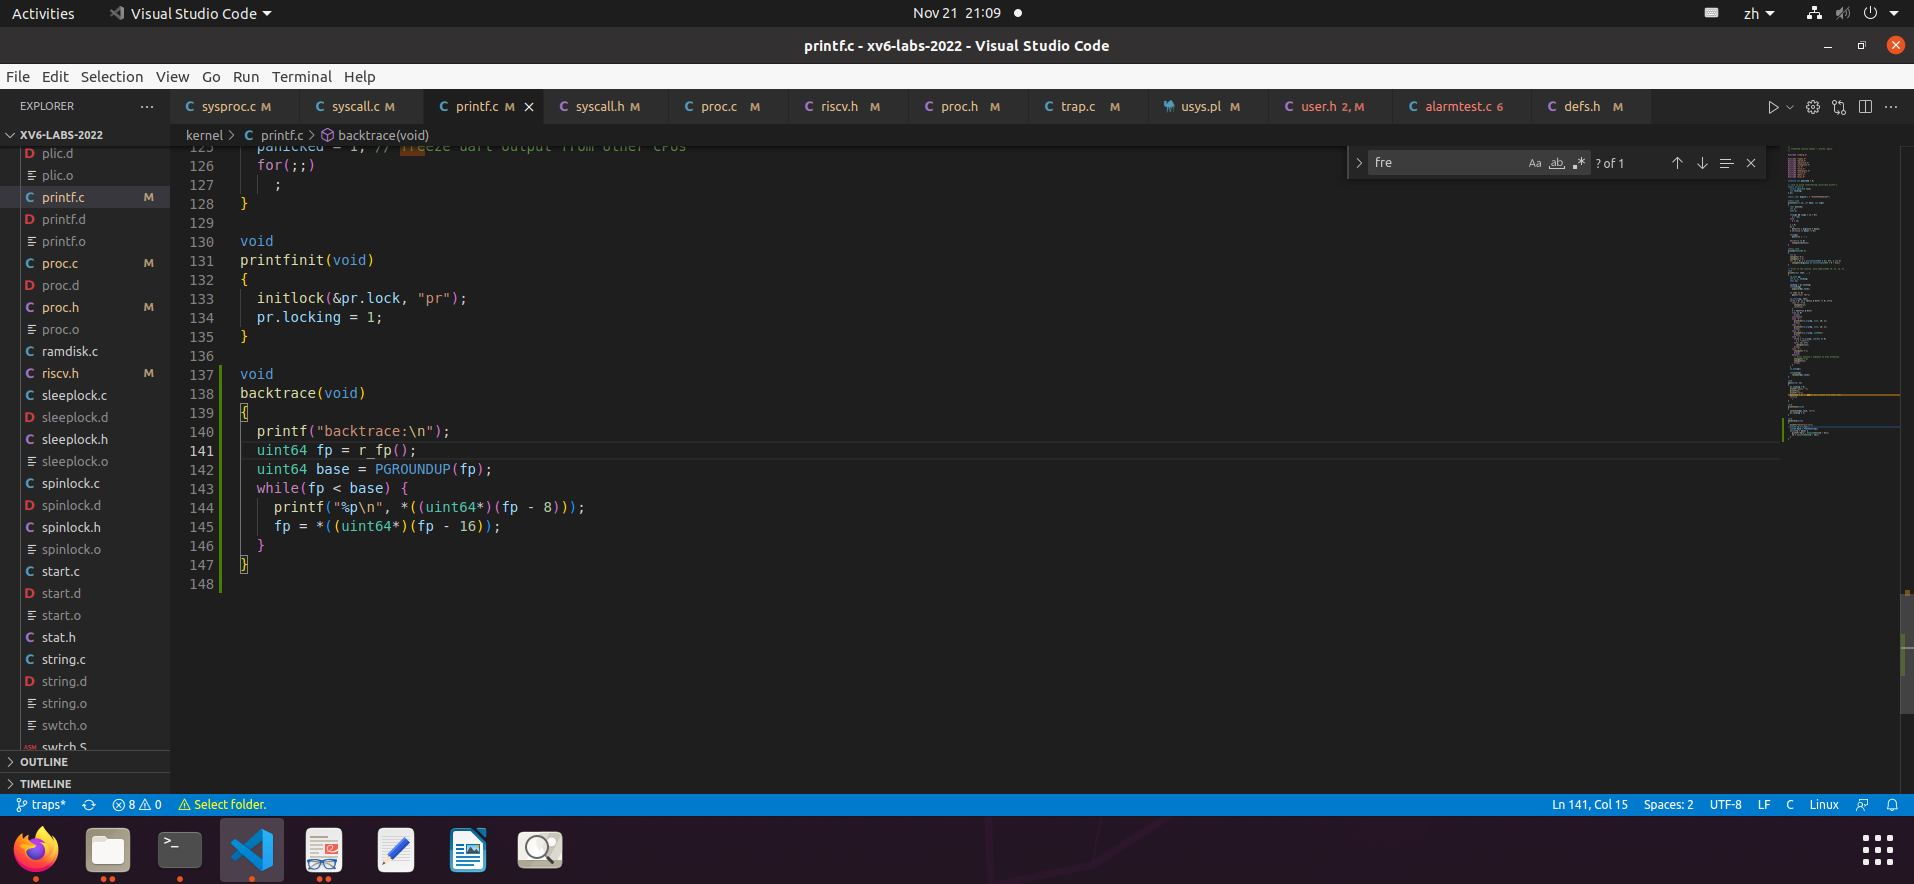 Activities
Visual Studio Code
Nov 21 21:09
zh
printf.c - xv6-labs-2022 - Visual Studio Code
File Edit Selection View Go Run Terminal Help
EXPLORER
sysproc.c M
syscall.c M
printf.c M
syscall.h M
proc.c M
riscv.h M
proc.h M
trap.c M
usys.pl M
user.h 2, M
alarmtest.c 6
defs.h M
XV6-LABS-2022
kernel > printf.c > backtrace(void)
fre
Aa ab
? of 1
plic.d
plic.o
printf.c M
printf.d
printf.o
proc.c M
proc.d
proc.h M
proc.o
ramdisk.c
riscv.h M
sleeplock.c
sleeplock.d
sleeplock.h
sleeplock.o
spinlock.c
spinlock.d
spinlock.h
spinlock.o
start.c
start.d
start.o
stat.h
string.c
string.d
string.o
swtch.o
swtch.S
OUTLINE
TIMELINE
125 panicked = 1; // freeze uart output from other CPUs
126 for(;;)
127 ;
128 }
129
130 void
131 printfinit(void)
132 {
133 initlock(&pr.lock, "pr");
134 pr.locking = 1;
135 }
136
137 void
138 backtrace(void)
139 {
140 printf("backtrace:\n");
141 uint64 fp = r_fp();
142 uint64 base = PGROUNDUP(fp);
143 while(fp < base) {
144 printf("%p\n", *((uint64*)(fp - 8)));
145 fp = *((uint64*)(fp - 16));
146 }
147 }
148
traps*
8 0
Select folder.
Ln 141, Col 15
Spaces: 2
UTF-8
LF
C
Linux